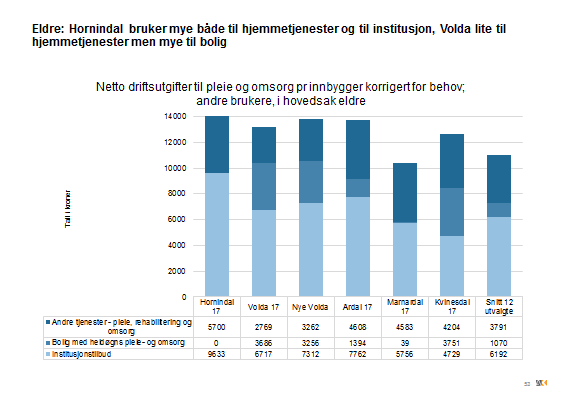 Eldre: Hornindal bruker mye både til hjemmetjenester og til institusjon, Volda lite til
hjemmetjenester men mye til bolig
Netto driftsutgifter til pleie og omsorg pr innbygger korrigert for behov;
andre brukere, i hovedsak eldre
14000
12000
10000
8000
6000
4000
2000
0
Tall i kroner
Hornindal 17 Volda 17 Nye Volda Årdal 17 Marnardal 17 Kvinesdal 17 Snitt 12 utvalgte
Andre tjenester - pleie, rehabilitering og omsorg 5700 2769 3262 4608 4583 4204 3791
Bolig med heldøgns pleie- og omsorg 0 3686 3256 1394 39 3751 1070
Institusjonstilbud 9633 6717 7312 7762 5756 4729 6192
52